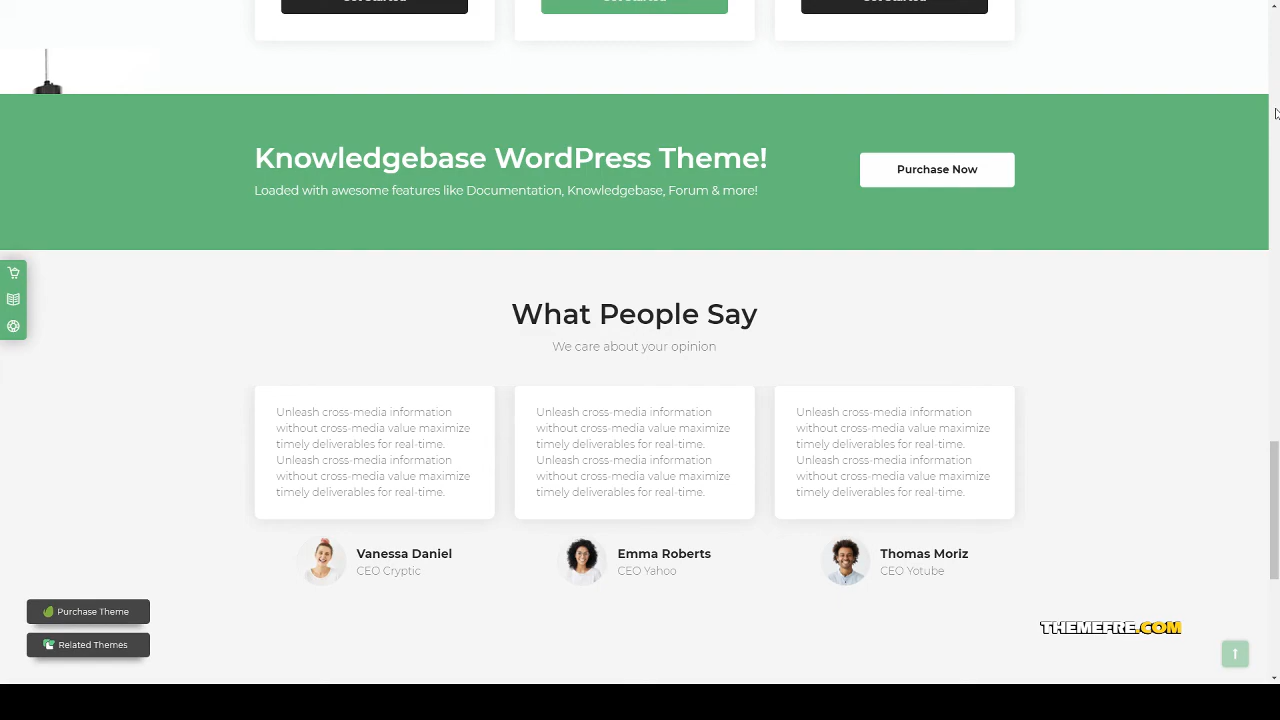 Get Started
Get Started
Get Started
Knowledgebase WordPress Theme!
Loaded with awesome features like Documentation, Knowledgebase, Forum & more!
Purchase Now
What People Say
We care about your opinion
Unleash cross-media information
without cross-media value maximize
timely deliverables for real-time.
Unleash cross-media information
without cross-media value maximize
timely deliverables for real-time.
Vanessa Daniel
CEO Cryptic
Unleash cross-media information
without cross-media value maximize
timely deliverables for real-time.
Unleash cross-media information
without cross-media value maximize
timely deliverables for real-time.
Emma Roberts
CEO Yahoo
Unleash cross-media information
without cross-media value maximize
timely deliverables for real-time.
Unleash cross-media information
without cross-media value maximize
timely deliverables for real-time.
Thomas Moriz
CEO Yotube
Purchase Theme
Related Themes
THEMEFRE.COM